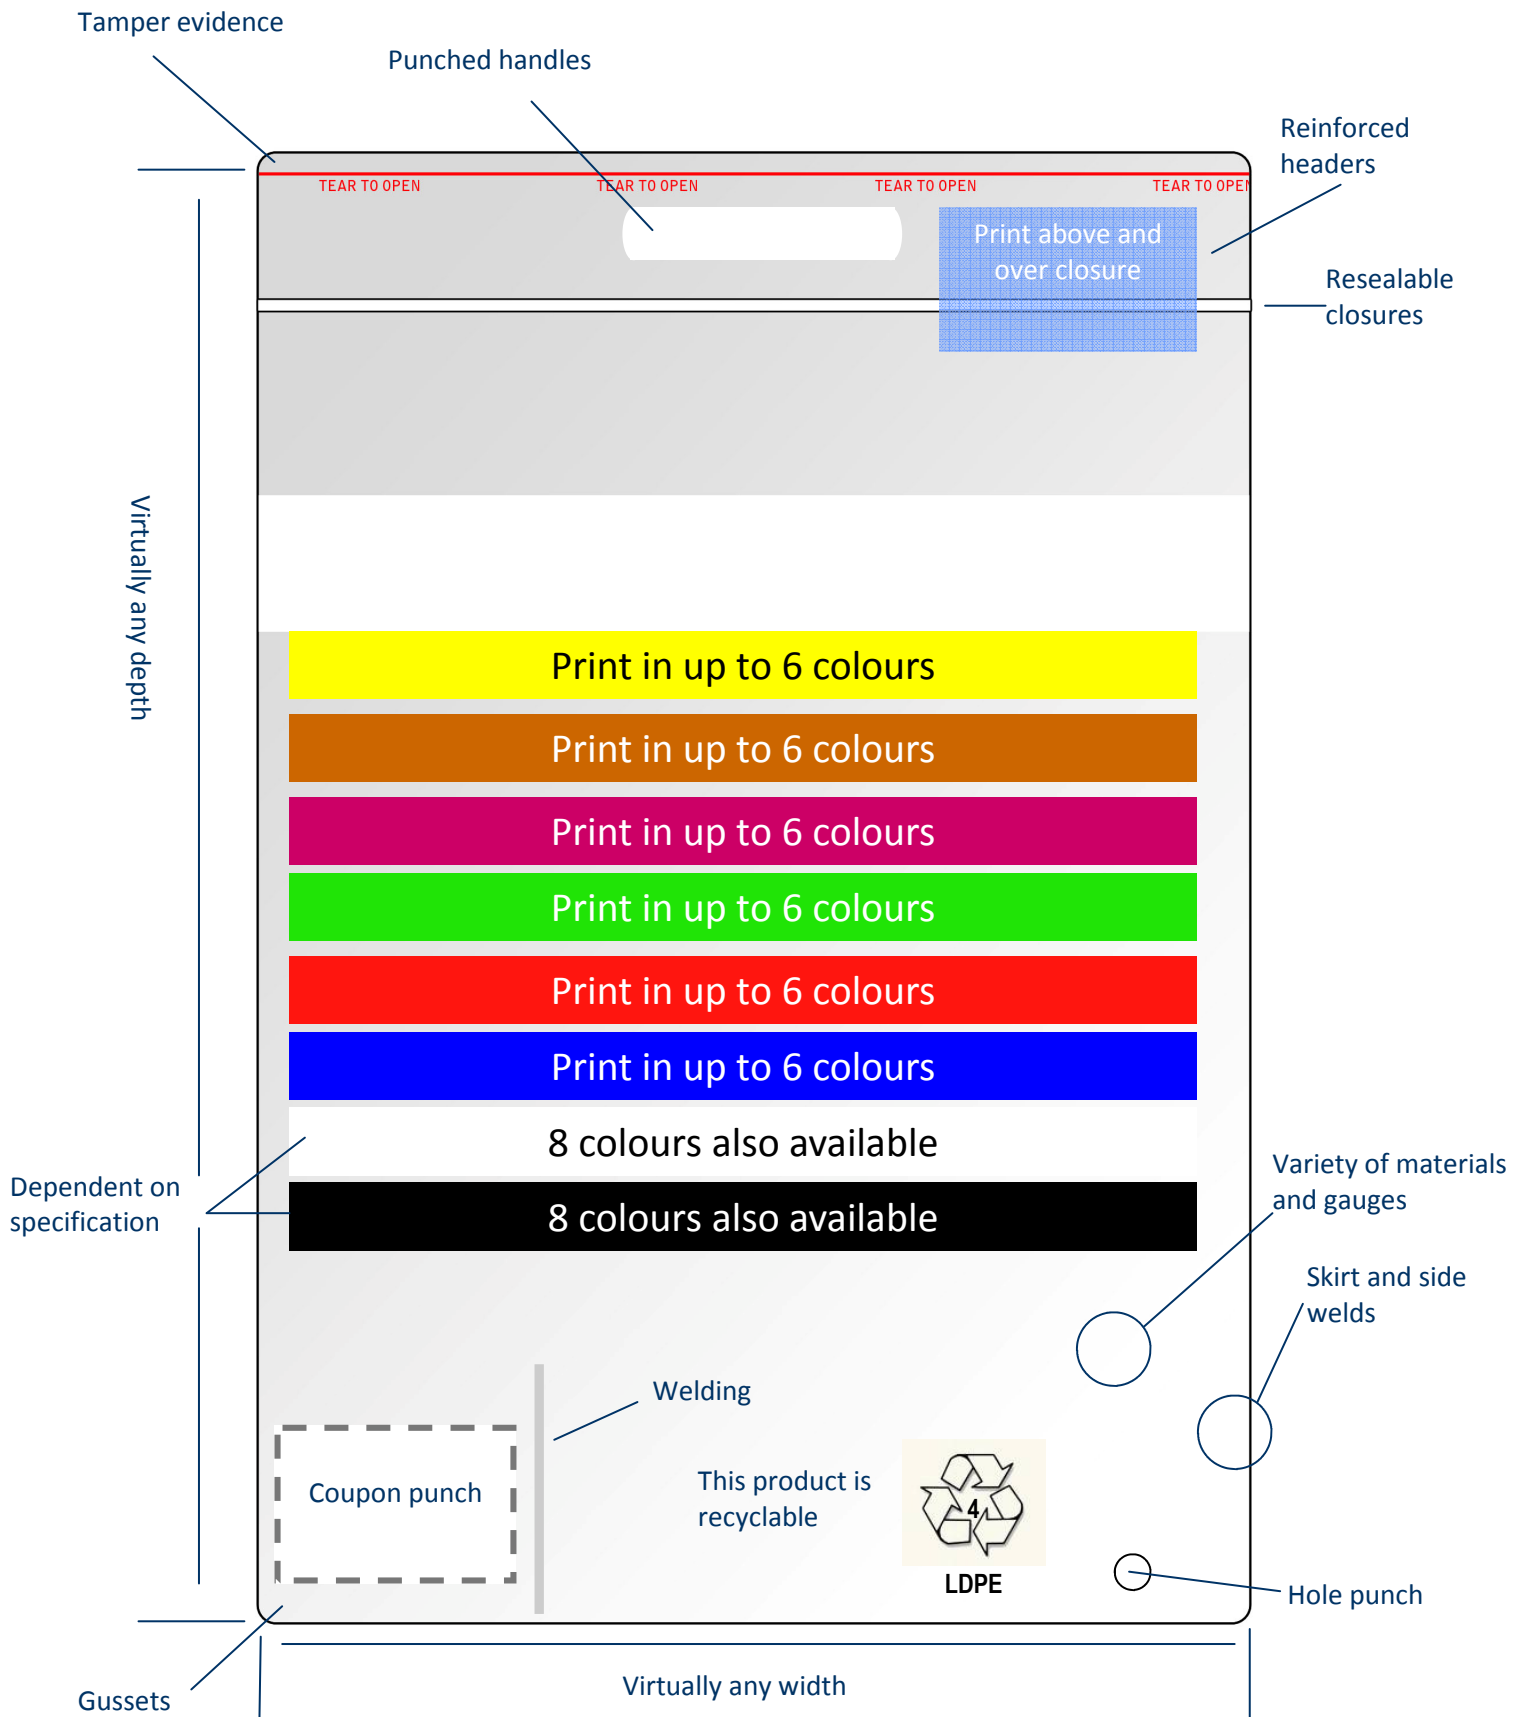 Tamper evidence
Punched handles
Reinforced
headers
TEAR TO OPEN
TEAR TO OPEN
TEAR TO OPEN
TEAR TO OPEN
Print above and
over closure
Resealable
closures
Virtually any depth
Print in up to 6 colours
Print in up to 6 colours
Print in up to 6 colours
Print in up to 6 colours
Print in up to 6 colours
Print in up to 6 colours
8 colours also available
Dependent on
specification
8 colours also available
Variety of materials
and gauges
Skirt and side
welds
Welding
Coupon punch
This product is
recyclable
4
LDPE
Hole punch
Gussets
Virtually any width